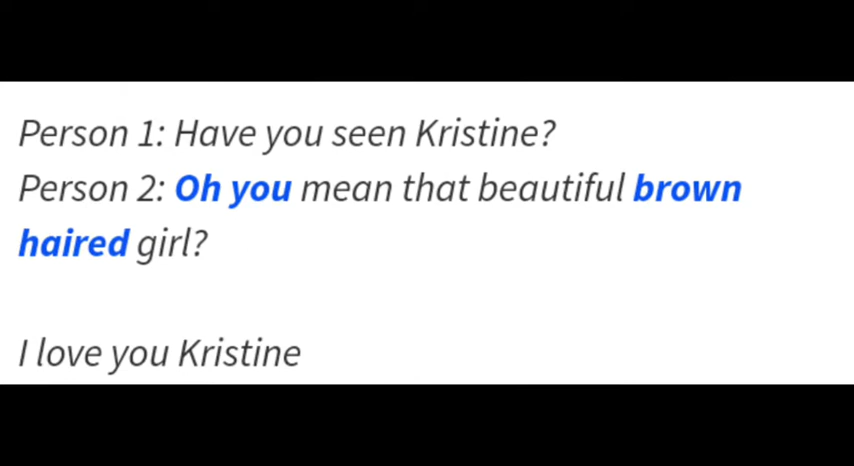 Person 1: Have you seen Kristine?
Person 2: Oh you mean that beautiful brown
haired girl?
I love you Kristine